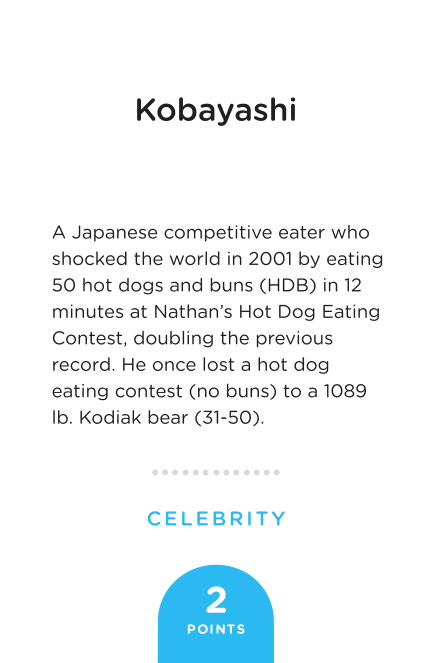 Kobayashi
A Japanese competitive eater who
shocked the world in 2001 by eating
50 hot dogs and buns (HDB) in 12
minutes at Nathan’s Hot Dog Eating
Contest, doubling the previous
record. He once lost a hot dog
eating contest (no buns) to a 1089
lb. Kodiak bear (31-50).
CELEBRITY
2
POINTS